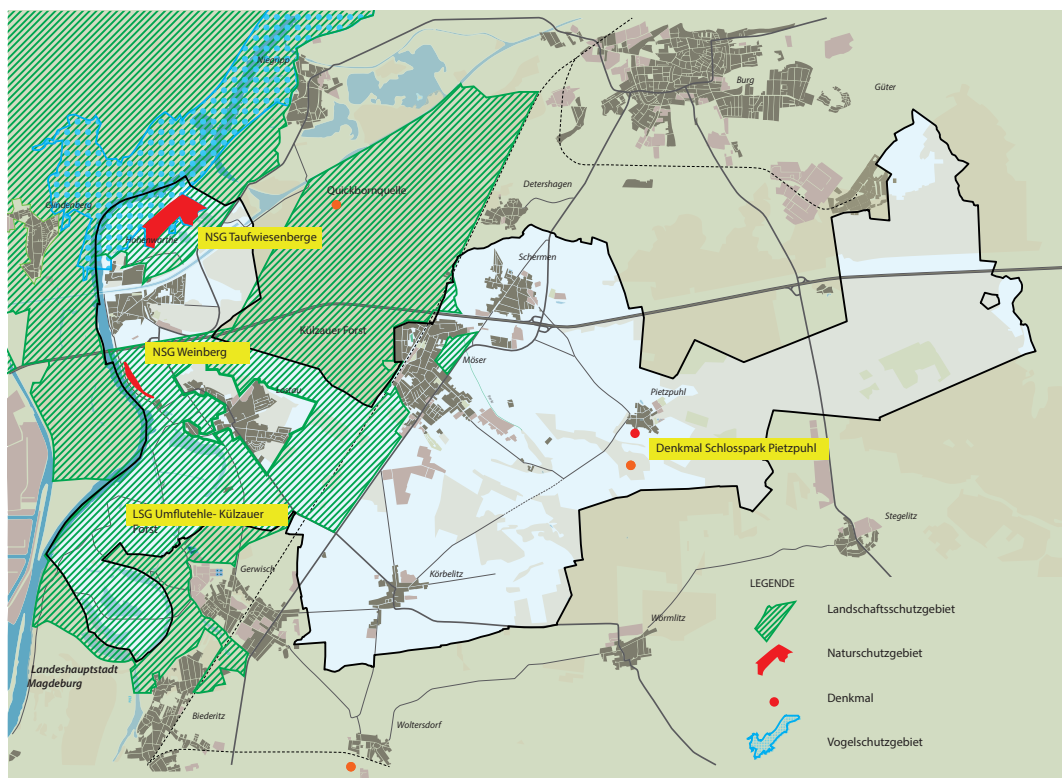 Niegripp
Burg
Güter
Detershagen
Quickbornquelle
Glindenberg
Hohenwarthe
NSG Taufwiesenberge
Schermen
Külzauer Forst
NSG Weinberg
Möser
Lostau
Pietzpuhl
Denkmal Schlosspark Pietzpuhl
LSG Umflutehle- Külzauer
Forst
Stegelitz
Gerwisch
Körbelitz
LEGENDE
Landschaftsschutzgebiet
Wörmlitz
Naturschutzgebiet
Landeshauptstadt
Magdeburg
Denkmal
Biederitz
Woltersdorf
Vogelschutzgebiet